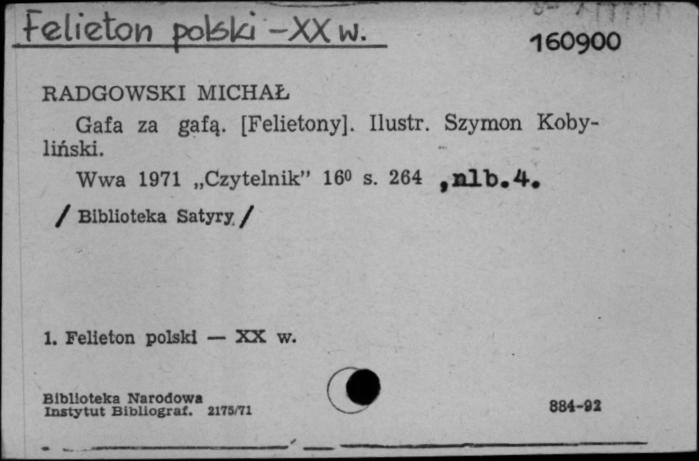 Felieton polski - XX w.
160900
RADGOWSKI MICHAŁ
Gafa za gafą. [Felietony]. Ilustr. Szymon Koby-
liński.
Wwa 1971 „Czytelnik” 16⁰ s. 264 , nlb. 4.
/ Biblioteka Satyry /
1. Felieton polski — XX w.
Biblioteka Narodowa
Instytut Bibliograf. 2175/71
884-92